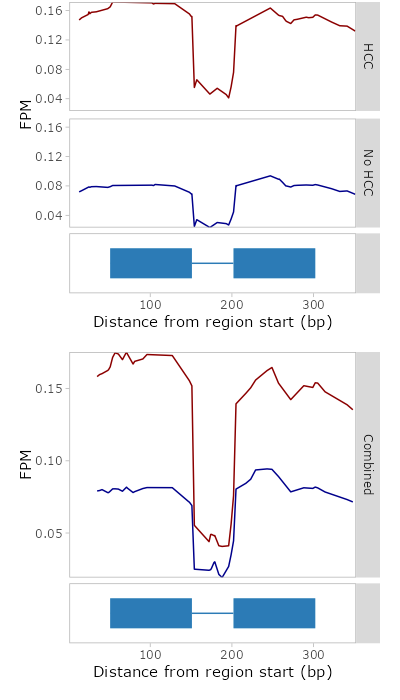 0.16
0.12
0.08
0.04
HCC
FPM
0.16
0.12
0.08
0.04
No HCC
100 200 300
Distance from region start (bp)
0.15
0.10
0.05
FPM
Combined
100 200 300
Distance from region start (bp)